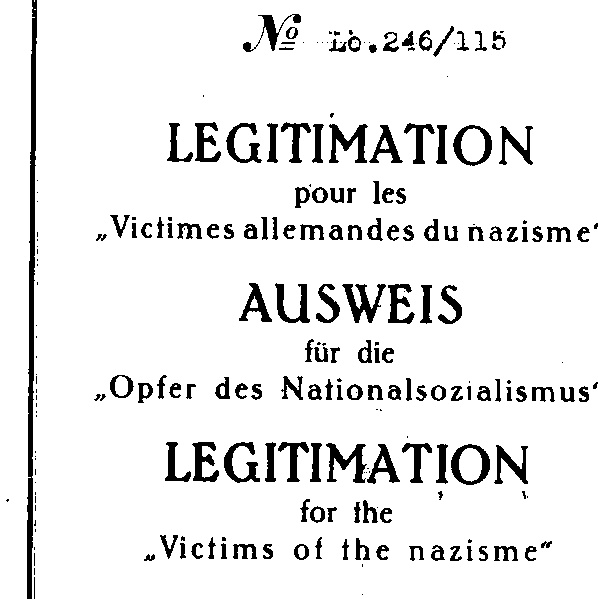 No Lö.246/115
LEGITIMATION
pour les
„Victimes allemandes du nazisme“
AUSWEIS
für die
„Opfer des Nationalsozialismus“
LEGITIMATION
for the
„Victims of the nazisme“